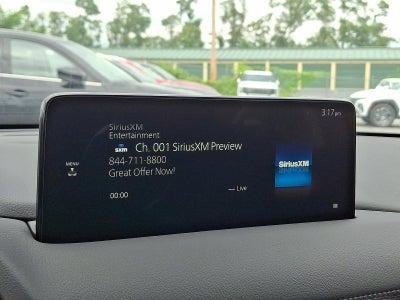 3:17 pm
SiriusXM
Entertainment
SXM Ch. 001 SiriusXM Preview
MENU
844-711-8800
Great Offer Now!
00:00
— Live
SiriusXM